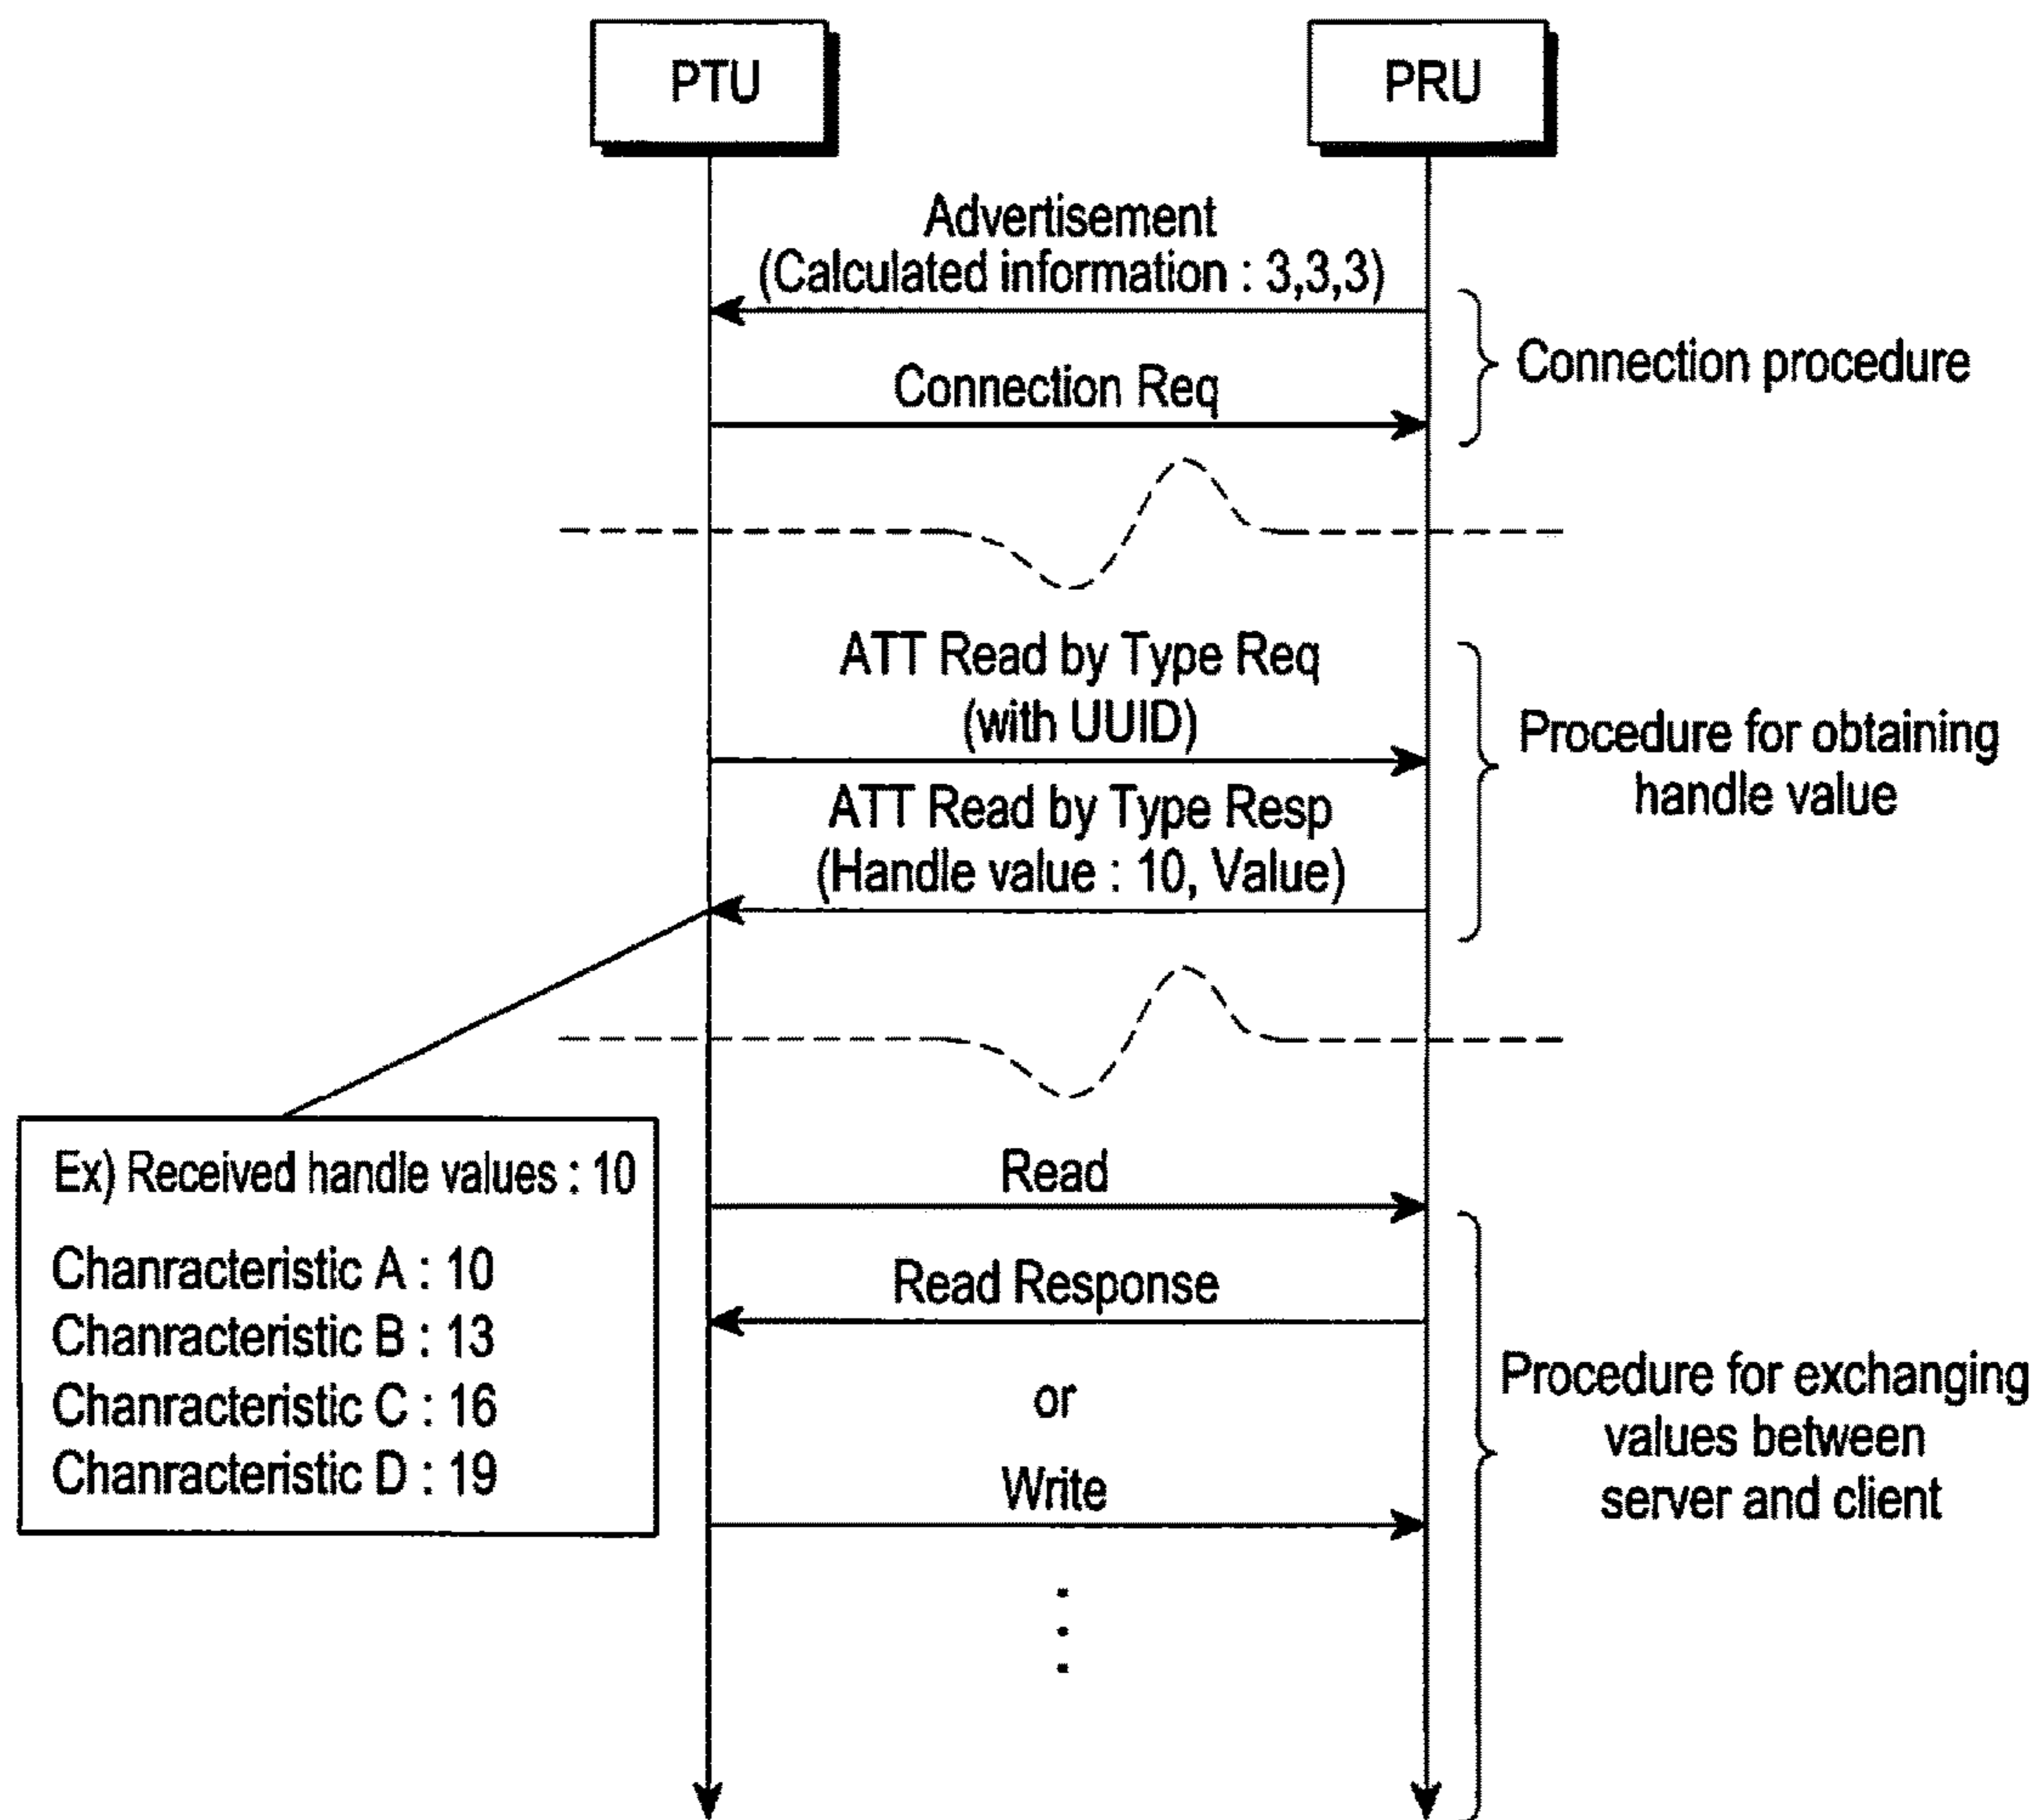 PTU
PRU
Advertisement
(Calculated information : 3,3,3)
Connection procedure
Connection Req
ATT Read by Type Req
(with UUID)
Procedure for obtaining
handle value
ATT Read by Type Resp
(Handle value : 10, Value)
Ex) Received handle values : 10
Chanracteristic A : 10
Chanracteristic B : 13
Chanracteristic C : 16
Chanracteristic D : 19
Read
Read Response
or
Write
Procedure for exchanging
values between
server and client